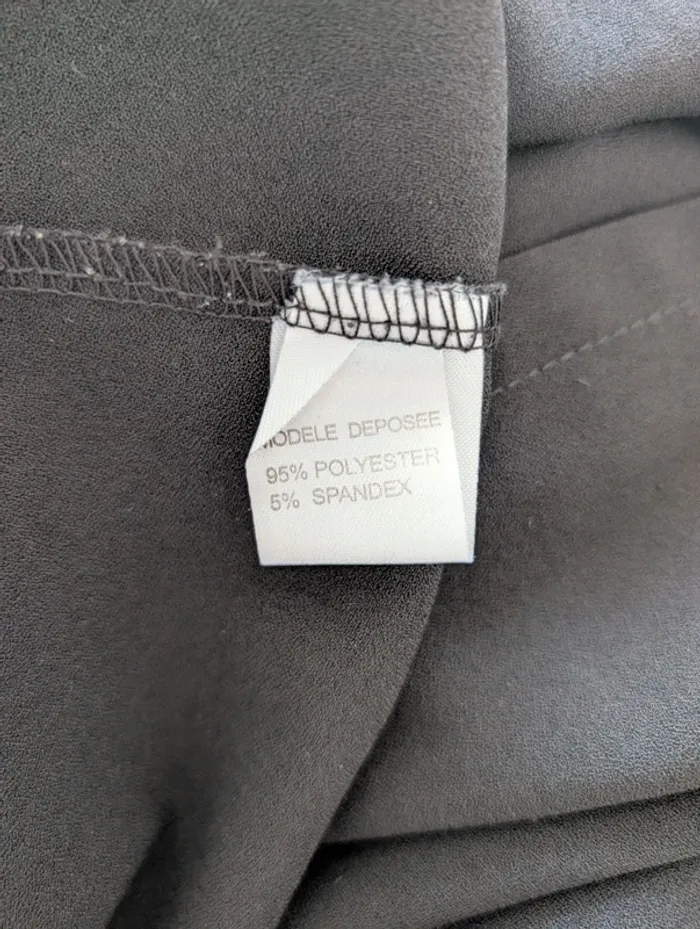 MODELE DEPOSEE
95% POLYESTER
5% SPANDEX